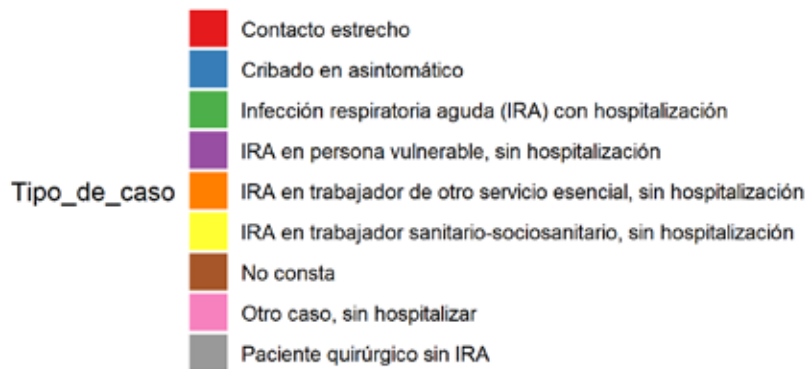 Contacto estrecho
Cribado en asintomático
Infección respiratoria aguda (IRA) con hospitalización
IRA en persona vulnerable, sin hospitalización
Tipo_de_caso
IRA en trabajador de otro servicio esencial, sin hospitalización
IRA en trabajador sanitario-sociosanitario, sin hospitalización
No consta
Otro caso, sin hospitalizar
Paciente quirúrgico sin IRA